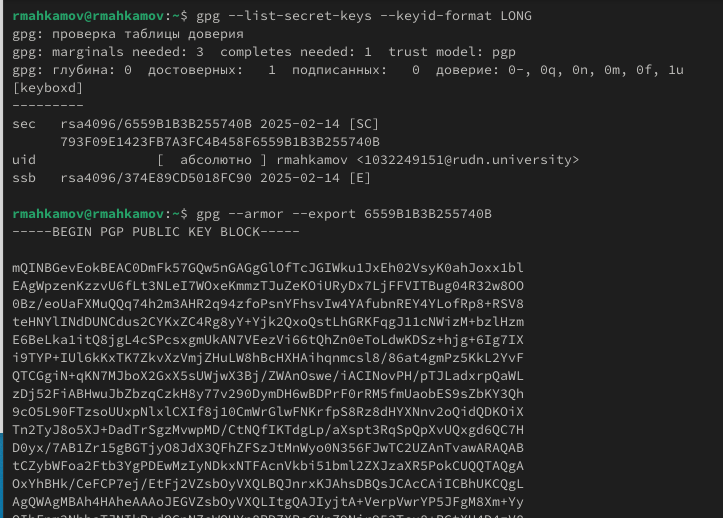 rmahkamov@rmahkamov:~$ gpg --list-secret-keys --keyid-format LONG
gpg: проверка таблицы доверия
gpg: marginals needed: 3  completes needed: 1  trust model: pgp
gpg: глубина: 0  достоверных:   1  подписанных:   0  доверие: 0-, 0q, 0n, 0m, 0f, 1u
[keyboxd]
---------
sec   rsa4096/6559B1B3B255740B 2025-02-14 [SC]
      793F09E1423FB7A3FC4B458F6559B1B3B255740B
uid                 [  абсолютно ] rmahkamov <1032249151@rudn.university>
ssb   rsa4096/374E89CD5018FC90 2025-02-14 [E]
rmahkamov@rmahkamov:~$ gpg --armor --export 6559B1B3B255740B
-----BEGIN PGP PUBLIC KEY BLOCK-----
mQINBGevEokBEAC0DmFk57GQw5nGAGgGlOfTcJGIWku1JxEh02VsyK0ahJoxx1bl
EAgWpzenKzzvU6fLt3NLeI7WOxeKmmzTJuZeKOiURyDx7LjFFVITBug04R32w8OO
0Bz/eoUaFXMuQQq74h2m3AHR2q94zfoPsnYFhsvIw4YAfubnREY4YLofRp8+RSV8
teHNYlINdDUNCdus2CYKxZC4Rg8yY+Yjk2QxoQstLhGRKFqgJ11cNWizM+bzlHzm
E6BeLka1itQ8jgL4cSPcsxgmUkAN7VEezVi66tQhZn0eToLdwKDSz+hjg+6Ig7IX
i9TYP+IUl6kKxTK7ZkvXzVmjZHuLW8hBcHXHAihqnmcsl8/86at4gmPz5KkL2YvF
QTCGgiN+qKN7MJboX2GxX5sUWjwX3Bj/ZWAnOswe/iACINovPH/pTJLadxrpQaWL
zDj52FiABHwuJbZbzqCzkH8y77v290DymDH6wBDPrF0rRM5fmUaobES9sZbKY3Qh
9cO5L90FTzsoUUxpNlxlCXIf8j10CmWrGlwFNKrfpS8Rz8dHYXNnv2oQidQDKOiX
Tn2TyJ8o5XJ+DadTrSgzMvwpMD/CtNQfIKTdgLp/aXspt3RqSpQpXvUQxgd6QC7H
D0yx/7AB1Zr15gBGTjyO8JdX3QFhZFSzJtMnWyo0N356FJwTC2UZAnTvawARAQAB
tCZybWFoa2Ftb3YgPDEwMzIyNDkxNTFAcnVkbi51bml2ZXJzaXR5PokCUQQTAQgA
OxYhBHk/CeFCP7ej/EtFj2VZsbOyVXQLBQJnrxKJAhsDBQsJCAcCAiICBhUKCQgL
AgQWAgMBAh4HAheAAAoJEGVZsbOyVXQLItgQAJIyjtA+VerpVwrYP5JFgM8Xm+Yy